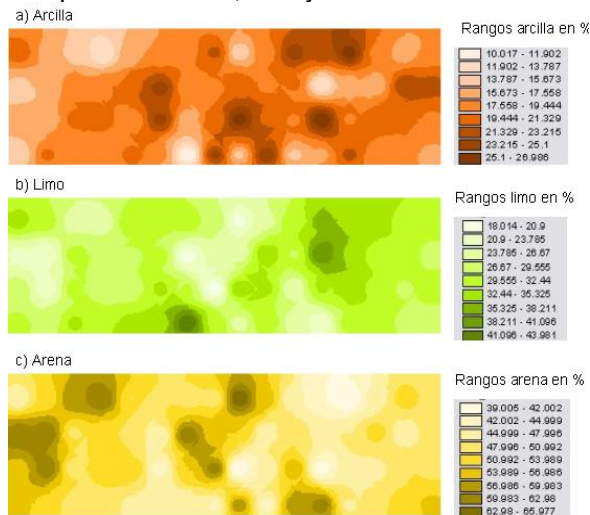 a) Arcilla
Rangos arcilla en %
10.017 - 11.902
11.902 - 13.787
13.787 - 15.673
15.673 - 17.558
17.558 - 19.444
19.444 - 21.329
21.329 - 23.215
23.215 - 25.1
25.1 - 26.986
b) Limo
Rangos limo en %
18.014 - 20.9
20.9 - 23.785
23.785 - 26.67
26.67 - 29.555
29.555 - 32.44
32.44 - 35.325
35.325 - 38.211
38.211 - 41.096
41.096 - 43.981
c) Arena
Rangos arena en %
39.005 - 42.002
42.002 - 44.999
44.999 - 47.996
47.996 - 50.992
50.992 - 53.989
53.989 - 56.986
56.986 - 59.983
59.983 - 62.98
62.98 - 65.977